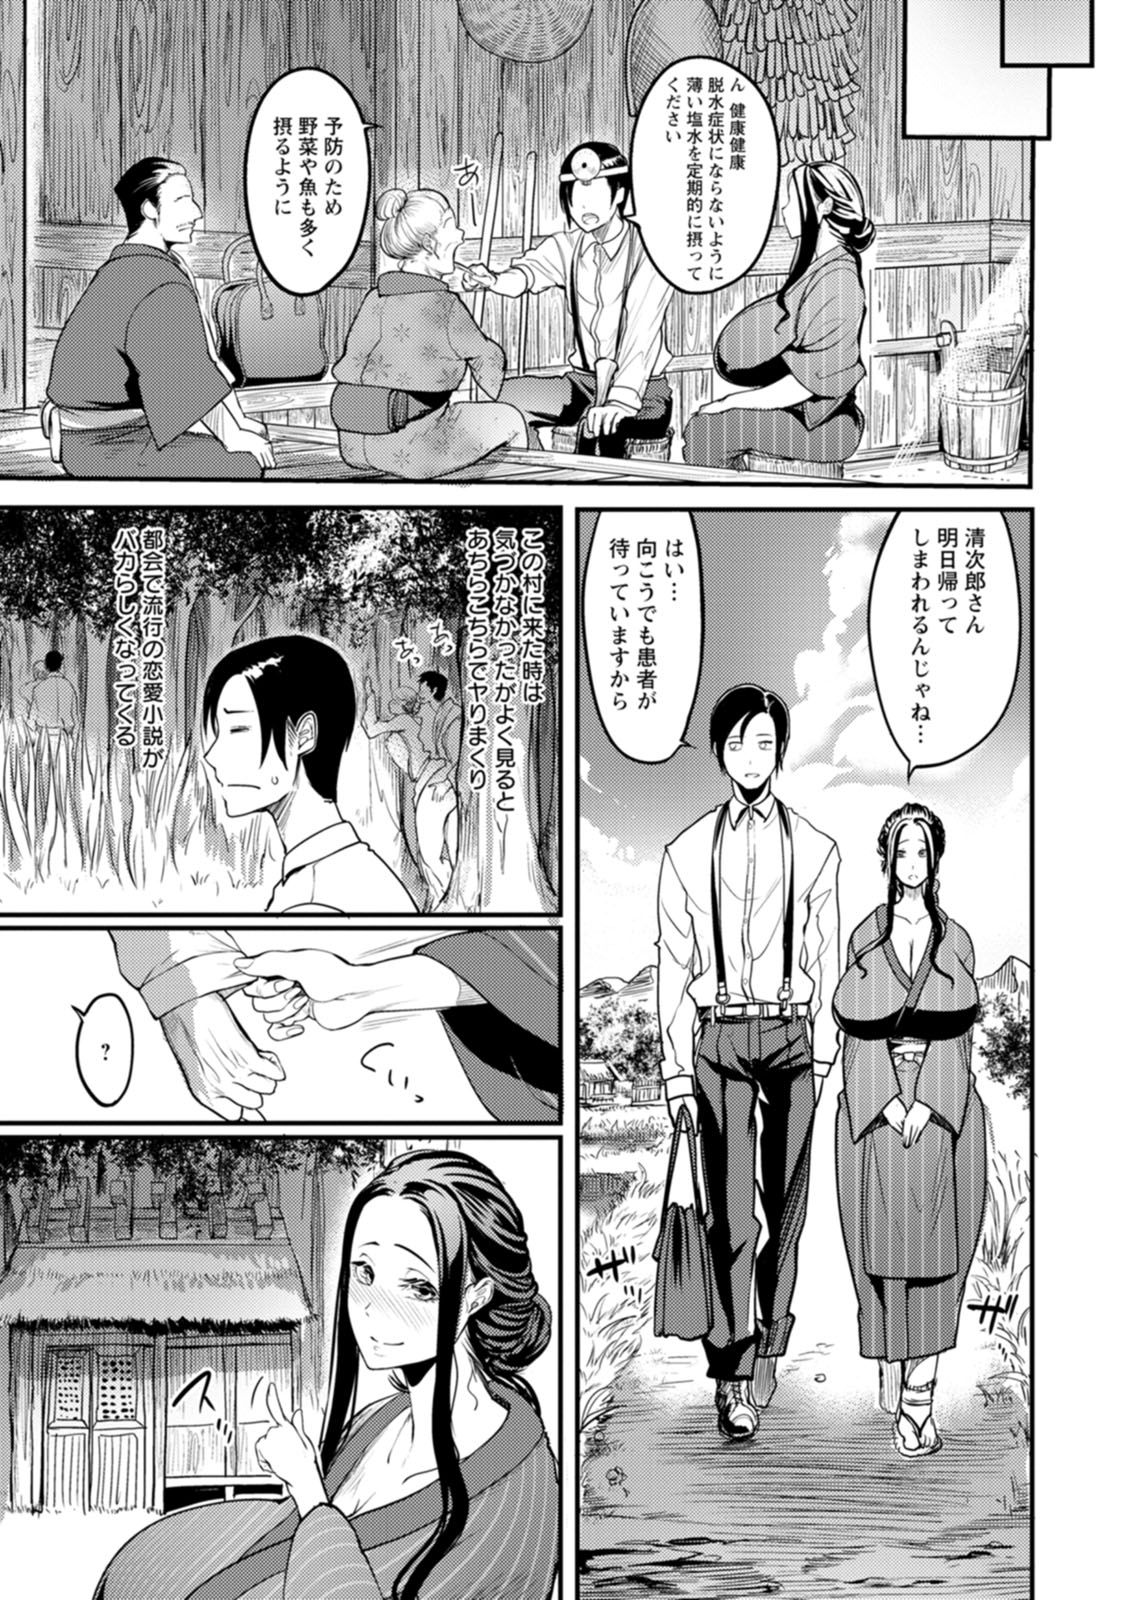 ん 健康健康
脱水症状にならないように
薄い塩水を定期的に摂って
ください
あー
予防のため
野菜や魚も多く
摂るように
清次郎さん
明日帰って
しまわれるんじゃね…
はい…
向こうでも患者が
待っていますから
ザッ
ザッ
この村に来た時は
気づかなかったがよく見ると
あちらこちらでヤりまくり
あっ
あっ
都会で流行の恋愛小説が
バカらしくなってくる
?
スッ